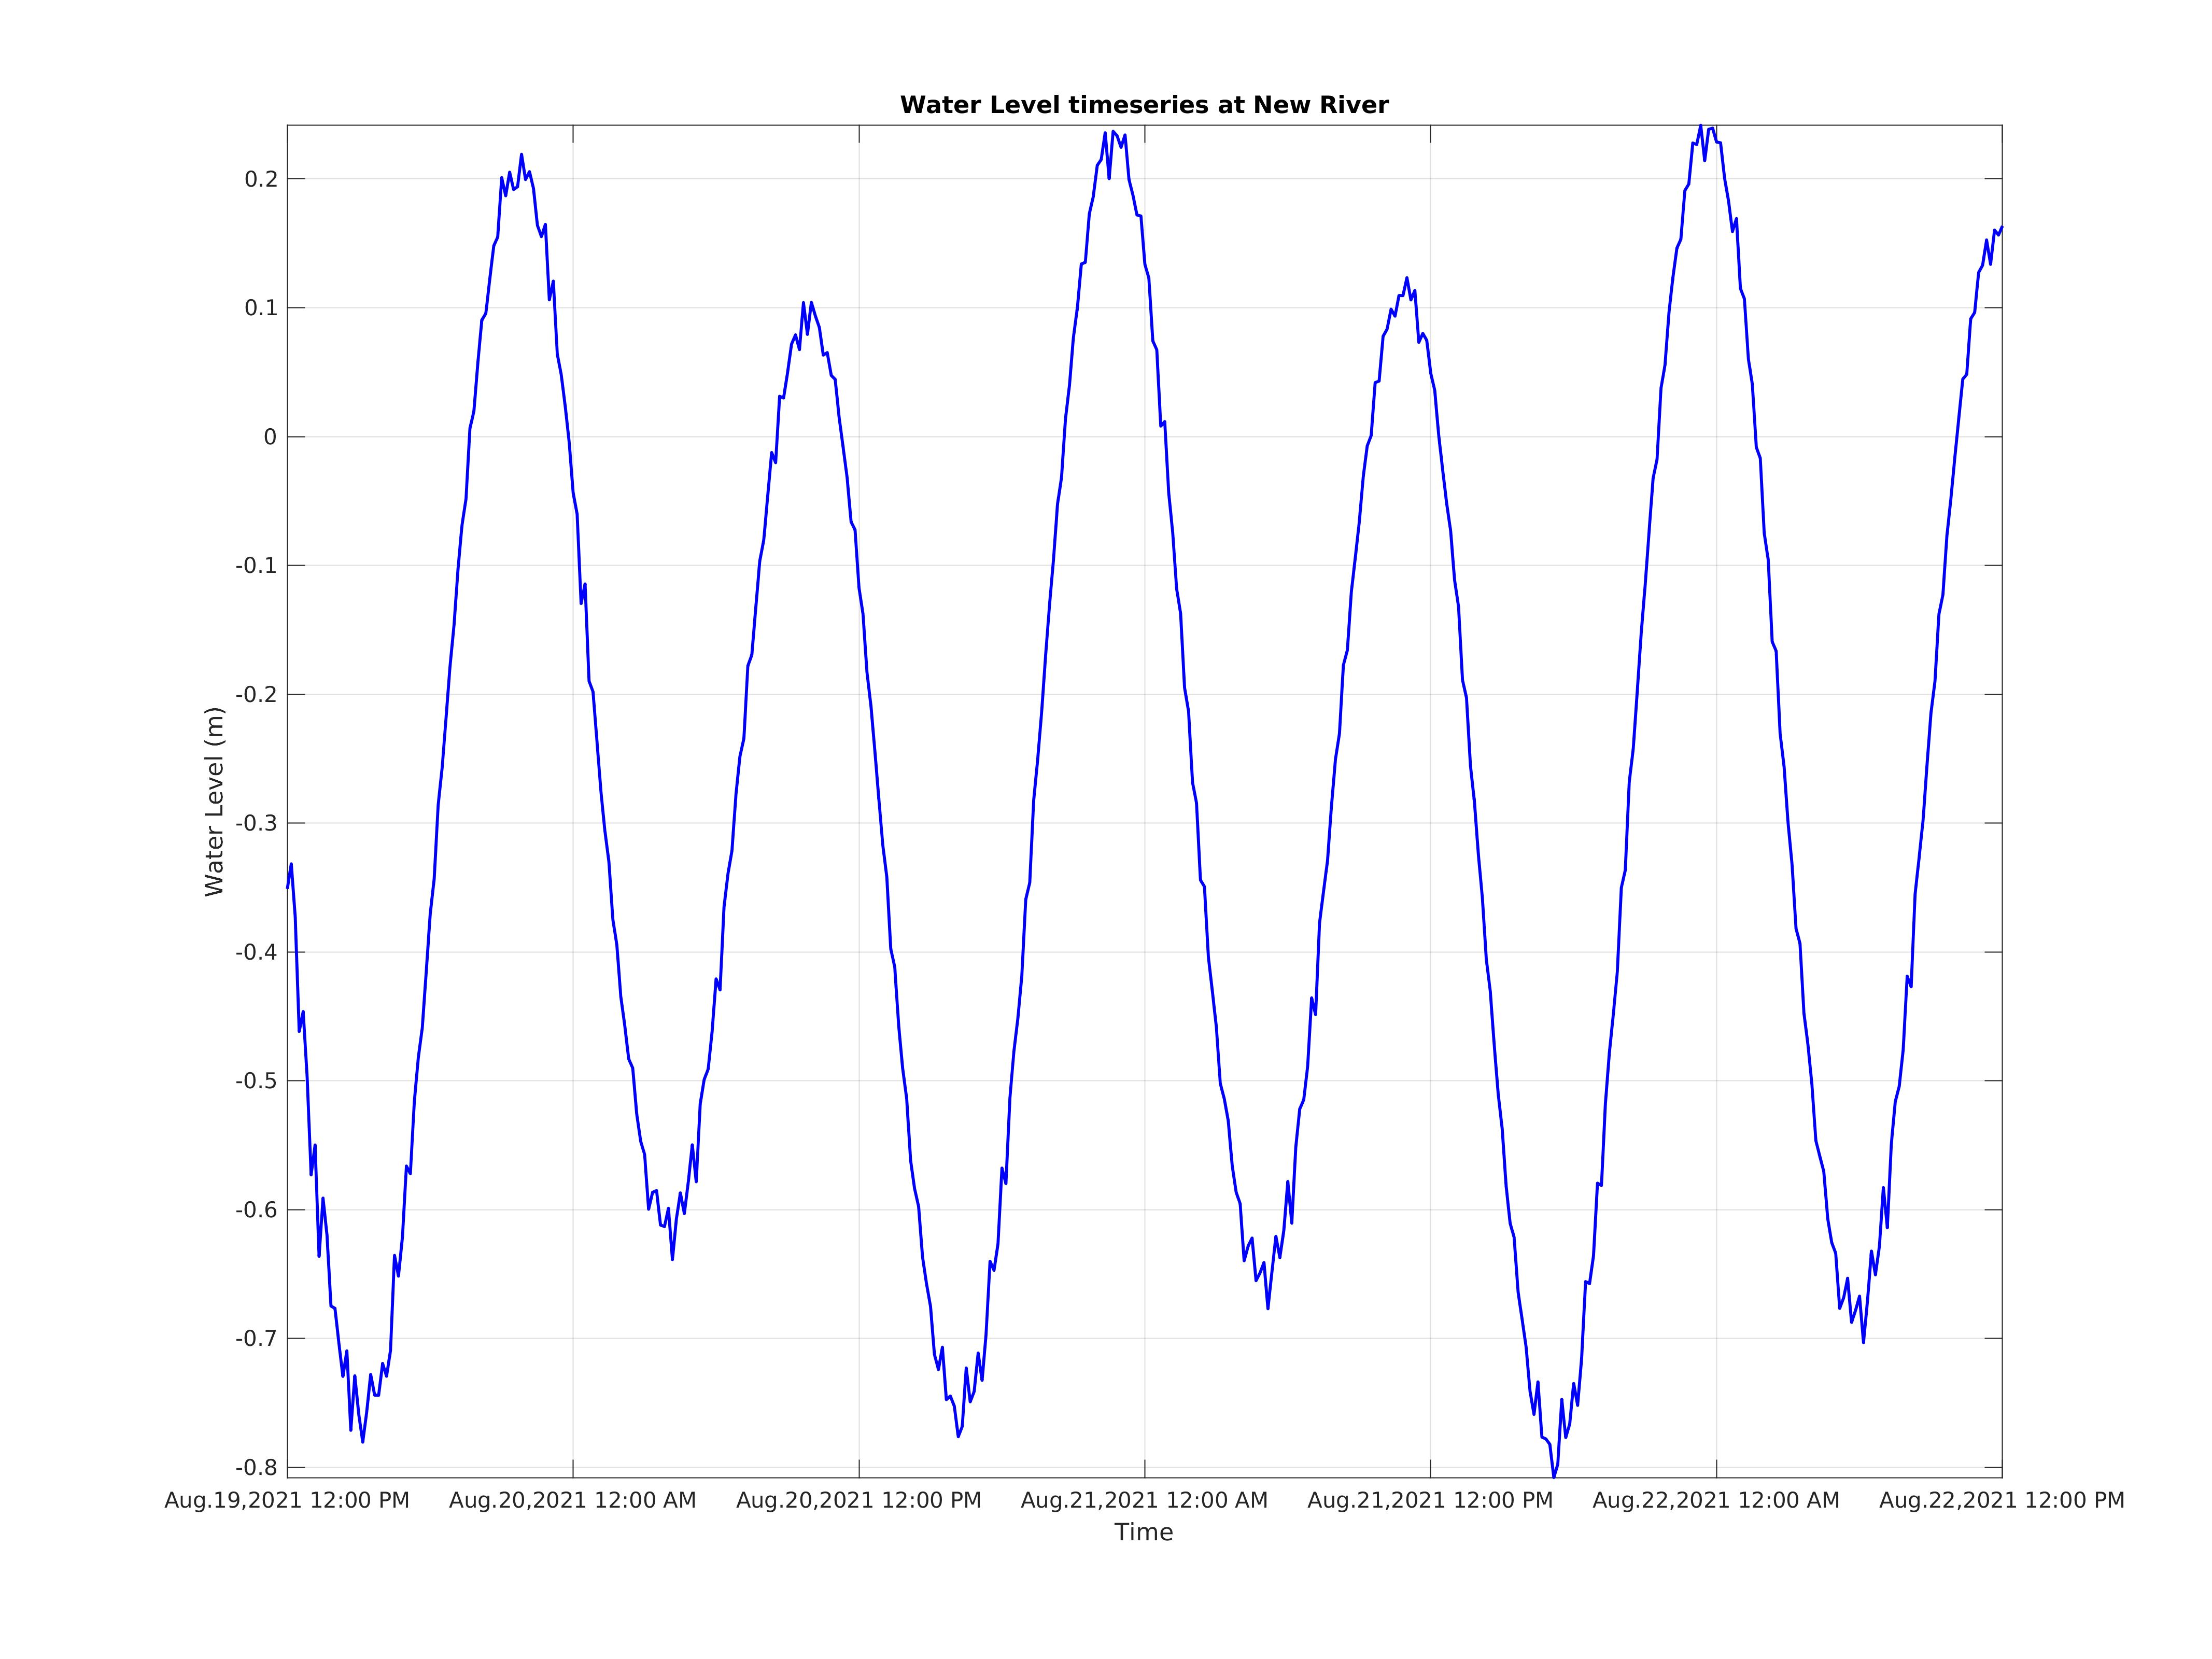 Water Level timeseries at New River
0.2
0.1
0
-0.1
-0.2
-0.3
-0.4
-0.5
-0.6
-0.7
-0.8
Water Level (m)
Aug.19,2021 12:00 PM
Aug.20,2021 12:00 AM
Aug.20,2021 12:00 PM
Aug.21,2021 12:00 AM
Aug.21,2021 12:00 PM
Aug.22,2021 12:00 AM
Aug.22,2021 12:00 PM
Time